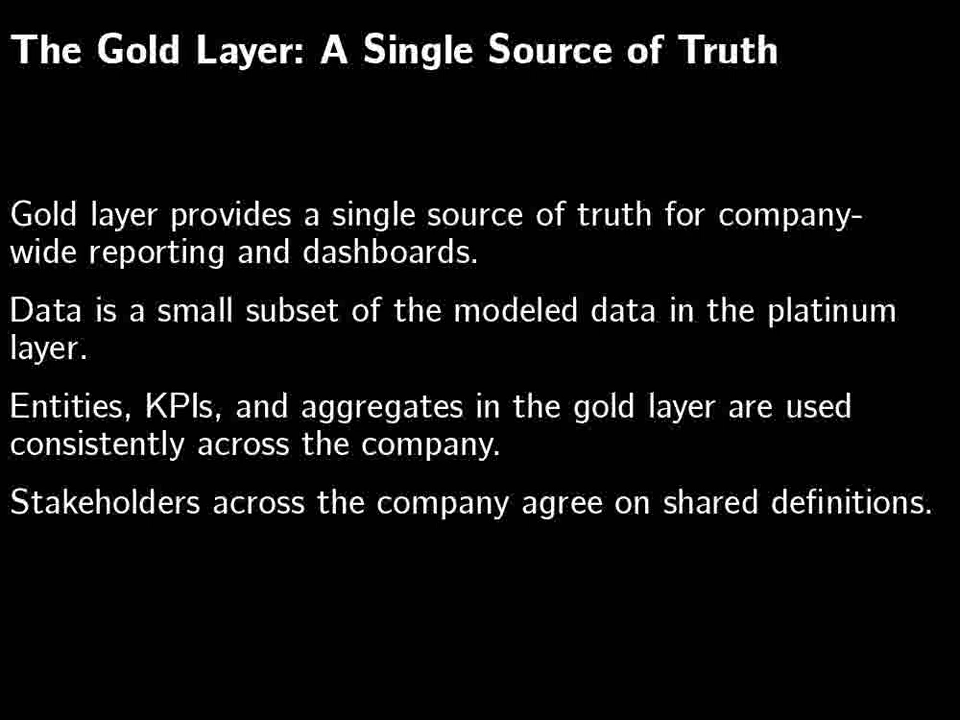 The Gold Layer: A Single Source of Truth
Gold layer provides a single source of truth for company-
wide reporting and dashboards.
Data is a small subset of the modeled data in the platinum
layer.
Entities, KPIs, and aggregates in the gold layer are used
consistently across the company.
Stakeholders across the company agree on shared definitions.